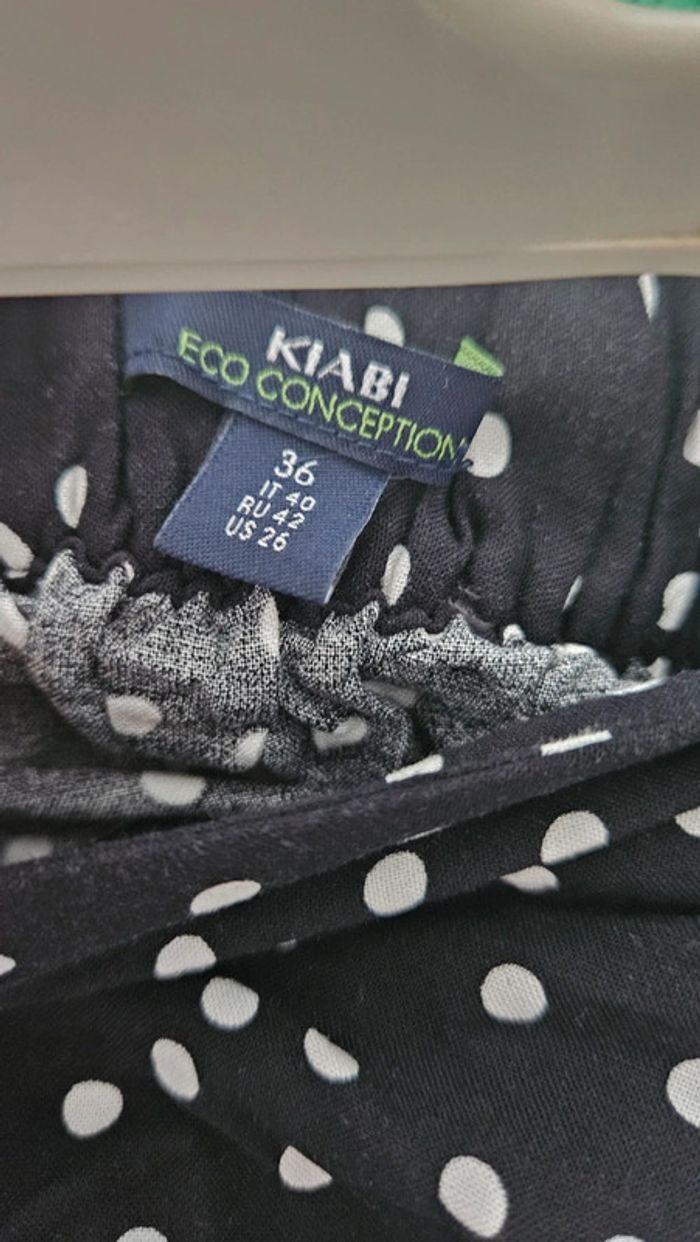 KIABI
ECO CONCEPTION
36
IT 40
RU 42
US 26